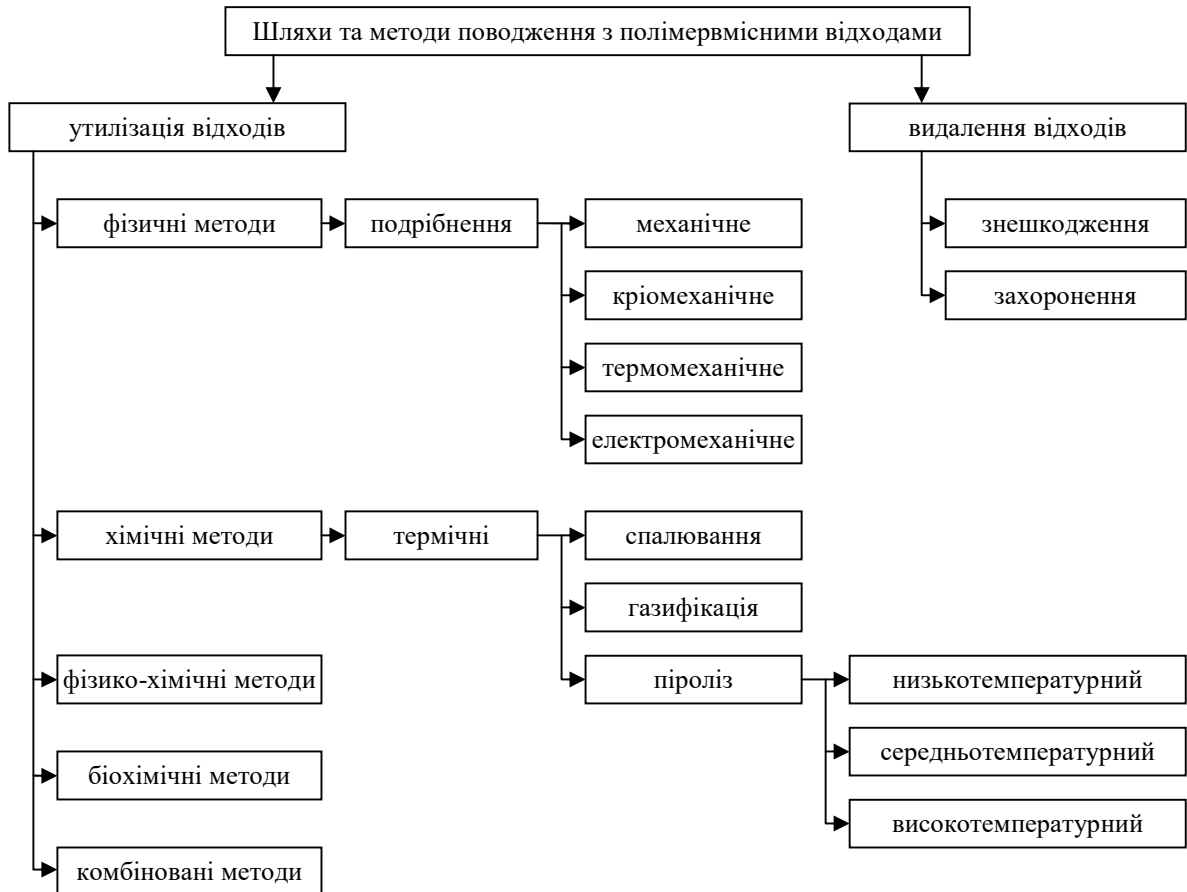 Шляхи та методи поводження з полімервмісними відходами
утилізація відходів
видалення відходів
фізичні методи
подрібнення
механічне
знешкодження
кріомеханічне
захоронення
термомеханічне
електромеханічне
хімічні методи
термічні
спалювання
газифікація
фізико-хімічні методи
піроліз
низькотемпературний
біохімічні методи
середньотемпературний
високотемпературний
комбіновані методи